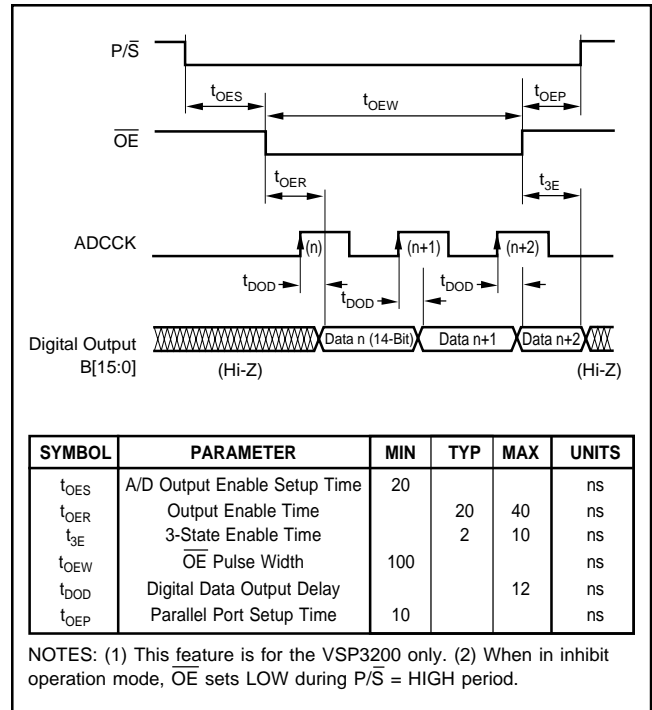 P/S̅
tOES
tOEW
tOEP
O̅E̅
tOER
t3E
ADCCK
(n)
(n+1)
(n+2)
tDOD
tDOD
tDOD
Digital Output
B[15:0]
Data n (14-Bit)
Data n+1
Data n+2
(Hi-Z)
(Hi-Z)
SYMBOL PARAMETER MIN TYP MAX UNITS
tOES A/D Output Enable Setup Time 20 ns
tOER Output Enable Time 20 40 ns
t3E 3-State Enable Time 2 10 ns
tOEW O̅E̅ Pulse Width 100 ns
tDOD Digital Data Output Delay 12 ns
tOEP Parallel Port Setup Time 10 ns
NOTES: (1) This feature is for the VSP3200 only. (2) When in inhibit
operation mode, O̅E̅ sets LOW during P/S̅ = HIGH period.